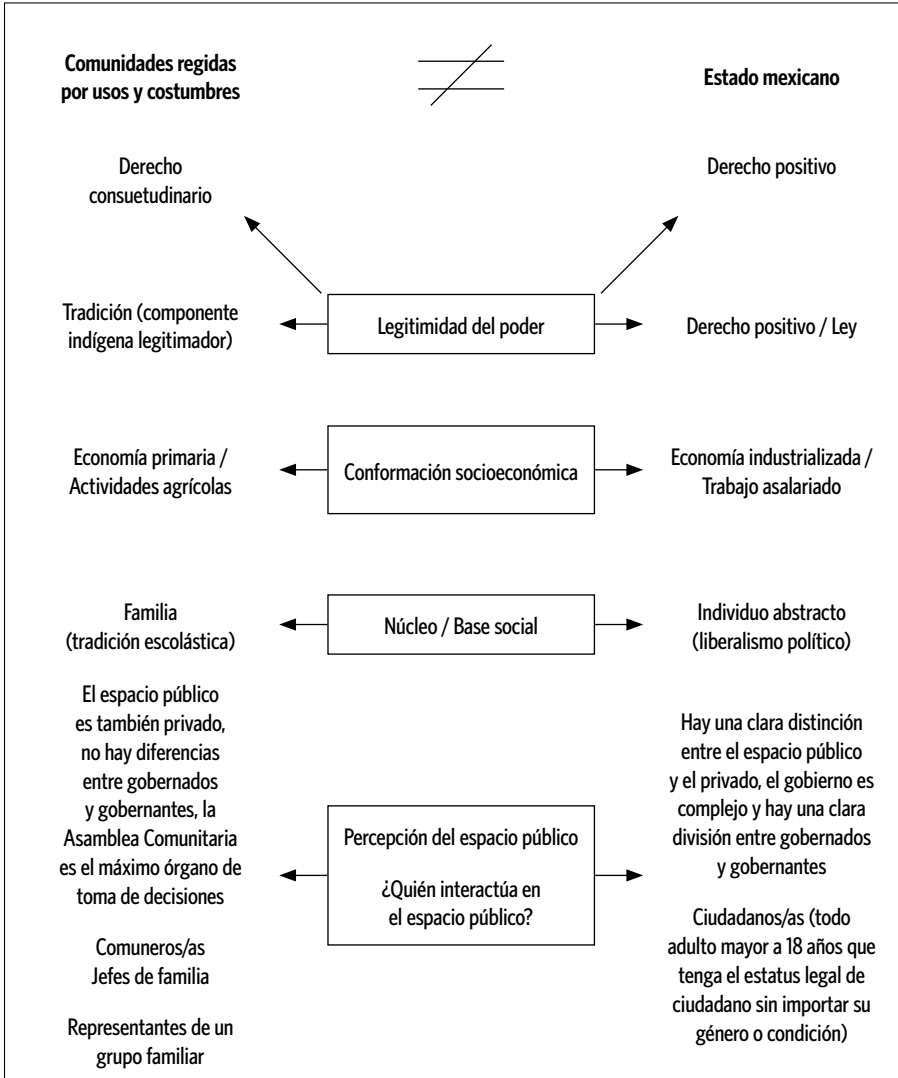 Comunidades regidas
por usos y costumbres
≠
Estado mexicano
Derecho
consuetudinario
Derecho positivo
Tradición (componente
indígena legitimador)
Legitimidad del poder
Derecho positivo / Ley
Economía primaria /
Actividades agrícolas
Conformación socioeconómica
Economía industrializada /
Trabajo asalariado
Familia
(tradición escolástica)
Núcleo / Base social
Individuo abstracto
(liberalismo político)
El espacio público
es también privado,
no hay diferencias
entre gobernados
y gobernantes, la
Asamblea Comunitaria
es el máximo órgano de
toma de decisiones
Comuneros/as
Jefes de familia
Representantes de un
grupo familiar
Percepción del espacio público
¿Quién interactúa en
el espacio público?
Hay una clara distinción
entre el espacio público
y el privado, el gobierno es
complejo y hay una clara
división entre gobernados
y gobernantes
Ciudadanos/as (todo
adulto mayor a 18 años que
tenga el estatus legal de
ciudadano sin importar su
género o condición)